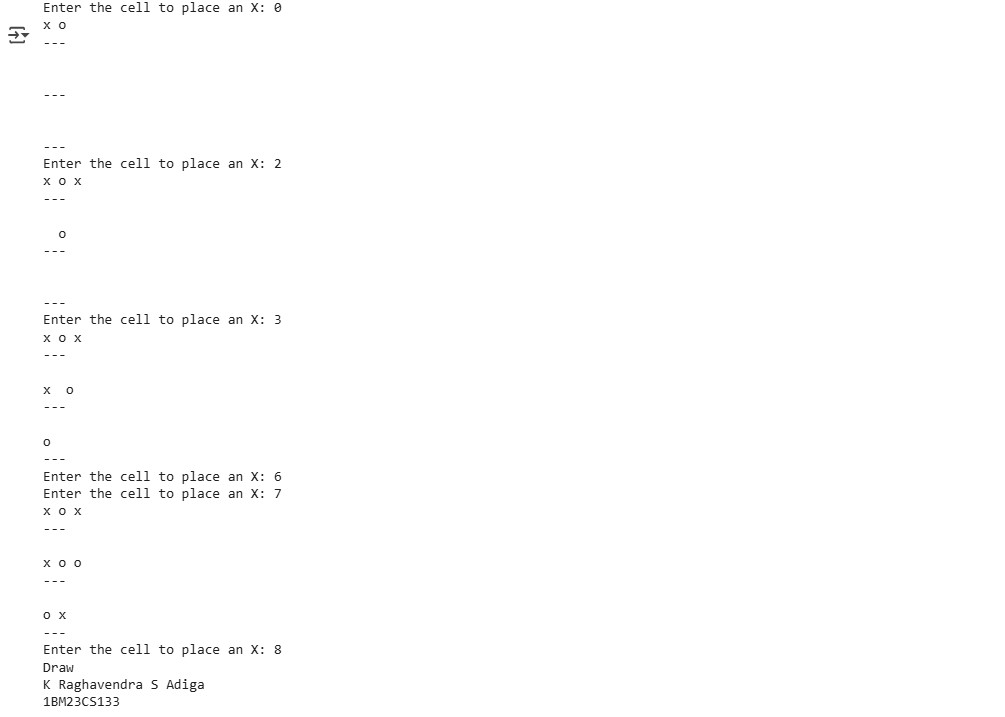 Enter the cell to place an X: 0
x o
---
---
---
Enter the cell to place an X: 2
x o x
---
  o
---
---
Enter the cell to place an X: 3
x o x
---
x  o
---
o
---
Enter the cell to place an X: 6
Enter the cell to place an X: 7
x o x
---
x o o
---
o x
---
Enter the cell to place an X: 8
Draw
K Raghavendra S Adiga
1BM23CS133